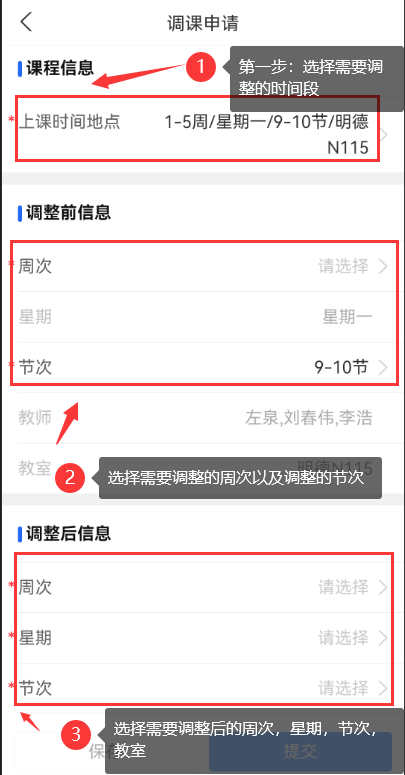 调课申请
课程信息
1
第一步：选择需要调
整的时间段
*上课时间地点
1-5周/星期一/9-10节/明德
N115
调整前信息
*周次 请选择
星期 星期一
*节次 9-10节
教师 左泉,刘春伟,李浩
教室 明德N115
2
选择需要调整的周次以及调整的节次
调整后信息
*周次 请选择
*星期 请选择
*节次 请选择
3
选择需要调整后的周次，星期，节次，
教室
提交